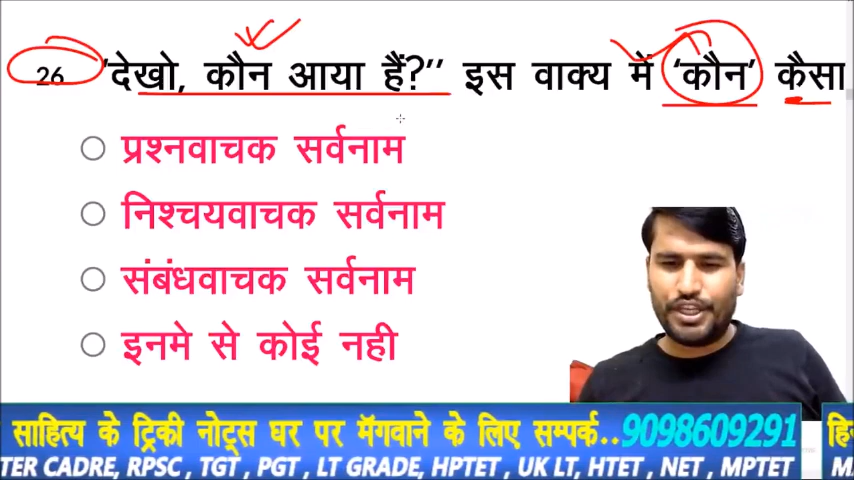 26 'देखो, कौन आया हैं?'' इस वाक्य में 'कौन' कैसा
प्रश्नवाचक सर्वनाम
निश्चयवाचक सर्वनाम
संबंधवाचक सर्वनाम
इनमे से कोई नही
साहित्य के ट्रिकी नोट्स घर पर मॅगवाने के लिए सम्पर्क..9098609291
TER CADRE, RPSC , TGT , PGT , LT GRADE, HPTET , UK LT, HTET , NET , MPTET